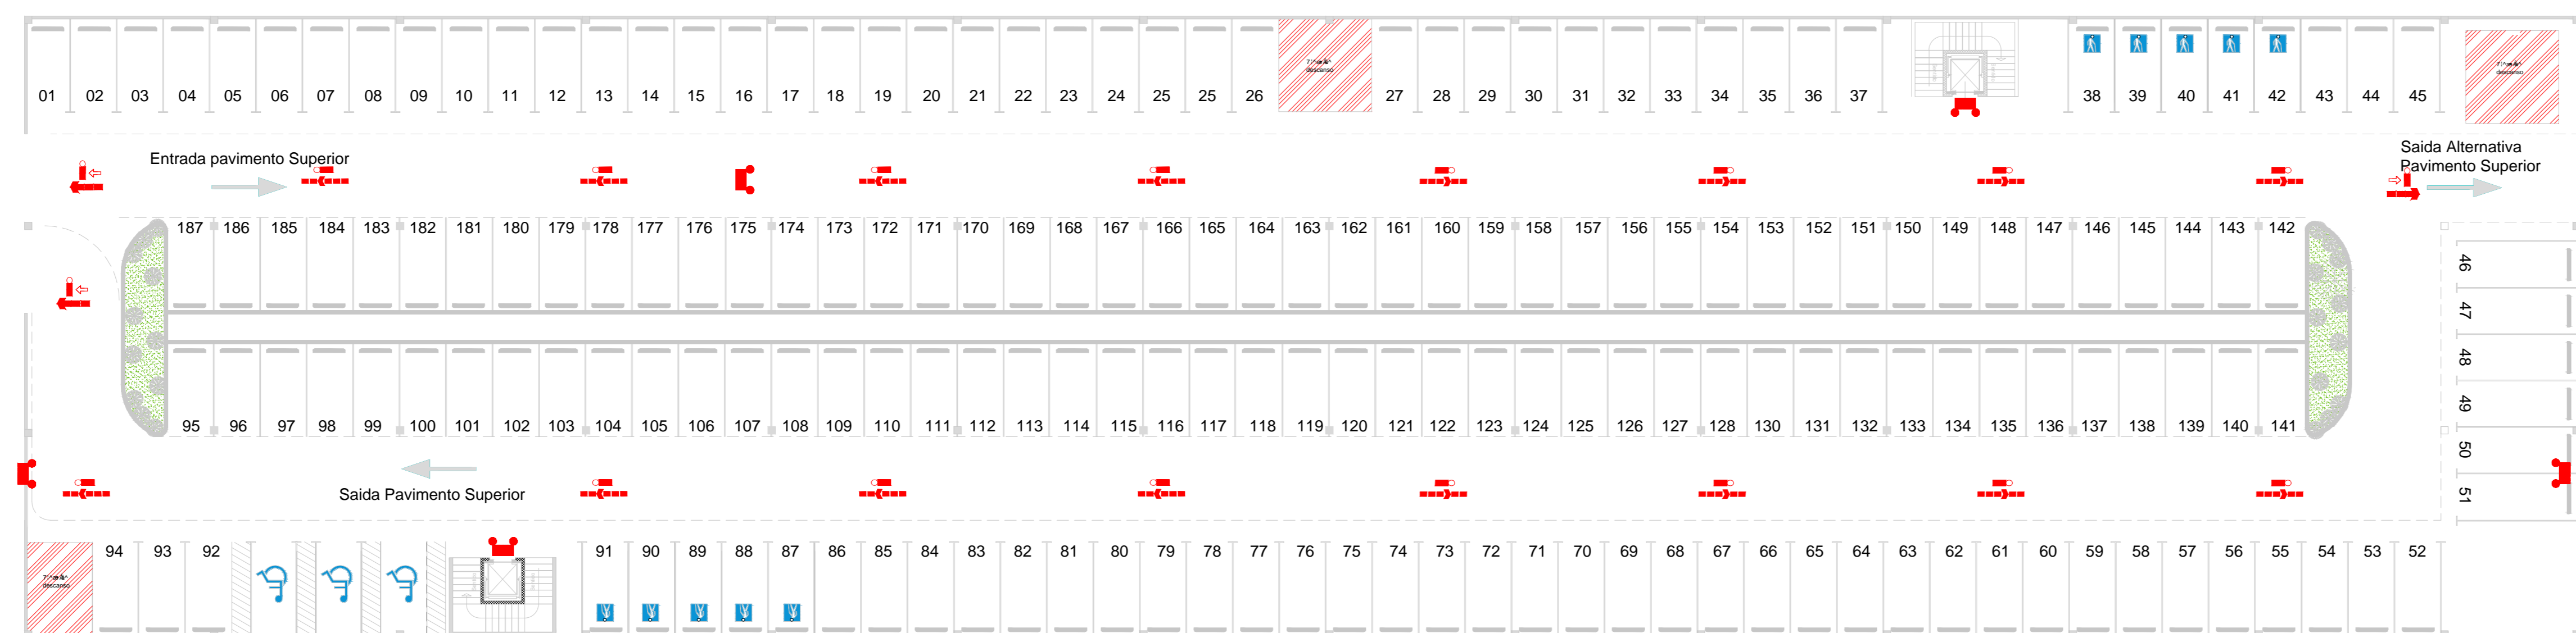 01 02 03 04 05 06 07 08 09 10 11 12 13 14 15 16 17 18 19 20 21 22 23 24 25 25 26 27 28 29 30 31 32 33 34 35 36 37 38 39 40 41 42 43 44 45
descanso
descanso
Entrada pavimento Superior
Saida Alternativa
Pavimento Superior
187 186 185 184 183 182 181 180 179 178 177 176 175 174 173 172 171 170 169 168 167 166 165 164 163 162 161 160 159 158 157 156 155 154 153 152 151 150 149 148 147 146 145 144 143 142
46
47
48
49
50
51
95 96 97 98 99 100 101 102 103 104 105 106 107 108 109 110 111 112 113 114 115 116 117 118 119 120 121 122 123 124 125 126 127 128 130 131 132 133 134 135 136 137 138 139 140 141
Saida Pavimento Superior
94 93 92 91 90 89 88 87 86 85 84 83 82 81 80 79 78 77 76 75 74 73 72 71 70 69 68 67 66 65 64 63 62 61 60 59 58 57 56 55 54 53 52
descanso